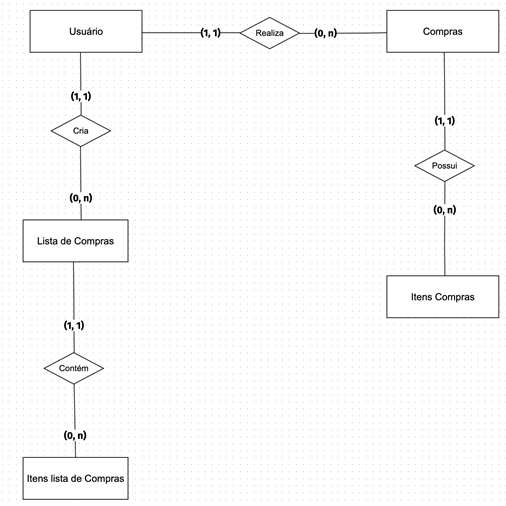 Usuário
(1, 1)
Realiza
(0, n)
Compras
(1, 1)
Cria
(0, n)
Lista de Compras
(1, 1)
Contém
(0, n)
Itens lista de Compras
(1, 1)
Possui
(0, n)
Itens Compras